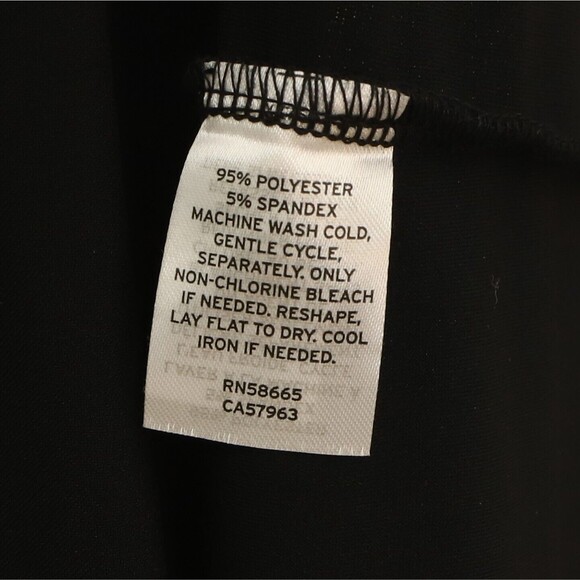 95% POLYESTER
5% SPANDEX
MACHINE WASH COLD,
GENTLE CYCLE,
SEPARATELY. ONLY
NON-CHLORINE BLEACH
IF NEEDED. RESHAPE,
LAY FLAT TO DRY. COOL
IRON IF NEEDED.
RN58665
CA57963